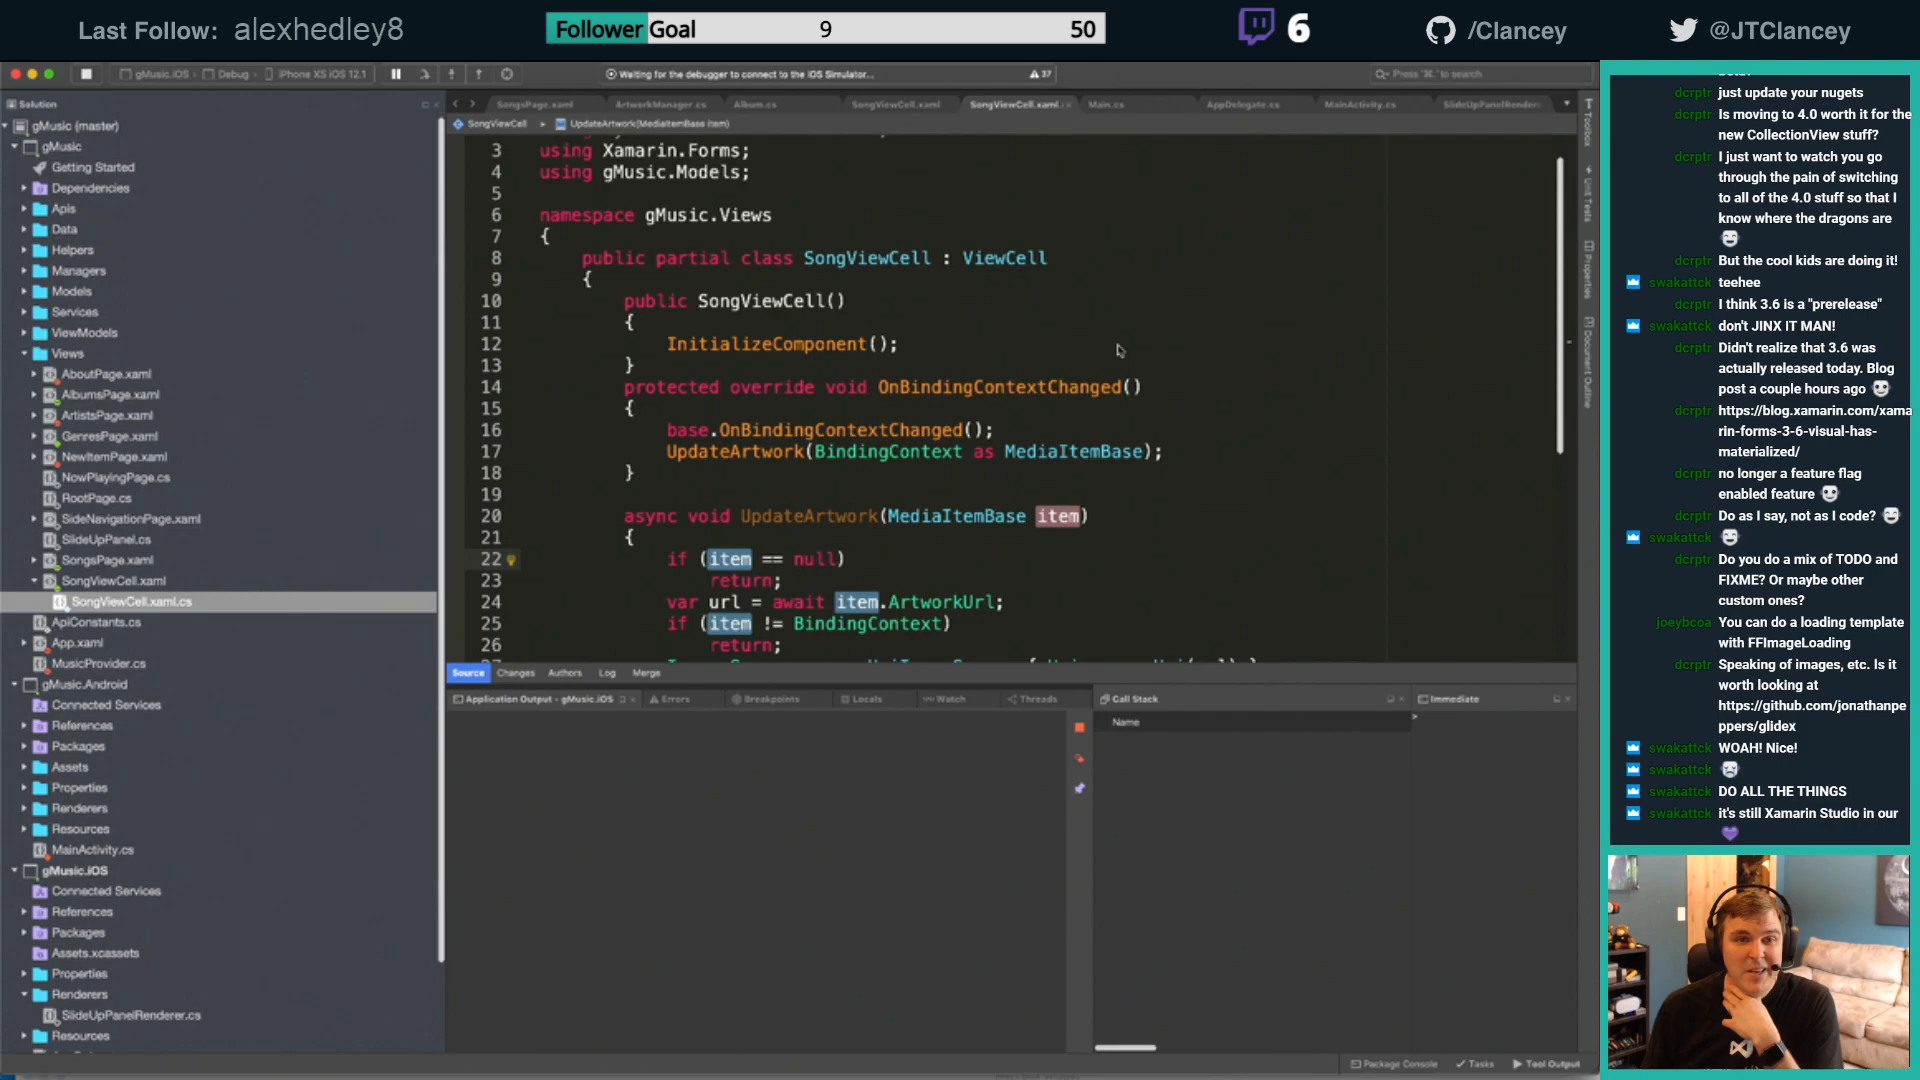 Last Follow: alexhedley8
Follower Goal 9 50
6
/Clancey
@JTClancey
gMusic.iOS › Debug › iPhone XS iOS 12.1
Waiting for the debugger to connect to the iOS Simulator...
37
Press '⌘.' to search
Solution
gMusic (master)
gMusic
Getting Started
Dependencies
Apis
Data
Helpers
Managers
Models
Services
ViewModels
Views
AboutPage.xaml
AlbumsPage.xaml
ArtistsPage.xaml
GenresPage.xaml
NewItemPage.xaml
NowPlayingPage.cs
RootPage.cs
SideNavigationPage.xaml
SlideUpPanel.cs
SongsPage.xaml
SongViewCell.xaml
SongViewCell.xaml.cs
ApiConstants.cs
App.xaml
MusicProvider.cs
gMusic.Android
Connected Services
References
Packages
Assets
Properties
Renderers
Resources
MainActivity.cs
gMusic.iOS
Connected Services
References
Packages
Assets.xcassets
Properties
Renderers
SlideUpPanelRenderer.cs
Resources
SongsPage.xaml
ArtworkManager.cs
Album.cs
SongViewCell.xaml
SongViewCell.xaml.cs
Main.cs
AppDelegate.cs
MainActivity.cs
SlideUpPanelRender
SongViewCell
UpdateArtwork(MediaItemBase item)
3 using Xamarin.Forms;
4 using gMusic.Models;
5
6 namespace gMusic.Views
7 {
8 public partial class SongViewCell : ViewCell
9 {
10 public SongViewCell()
11 {
12 InitializeComponent();
13 }
14 protected override void OnBindingContextChanged()
15 {
16 base.OnBindingContextChanged();
17 UpdateArtwork(BindingContext as MediaItemBase);
18 }
19
20 async void UpdateArtwork(MediaItemBase item)
21 {
22 if (item == null)
23 return;
24 var url = await item.ArtworkUrl;
25 if (item != BindingContext)
26 return;
Source Changes Authors Log Merge
Application Output - gMusic.iOS
Errors
Breakpoints
Locals
Watch
Threads
Call Stack
Name
Immediate
>
Package Console
Tasks
Tool Output
Toolbox
Unit Tests
Properties
Document Outline
dcrptr just update your nugets
dcrptr Is moving to 4.0 worth it for the
new CollectionView stuff?
dcrptr I just want to watch you go
through the pain of switching
to all of the 4.0 stuff so that I
know where the dragons are
dcrptr But the cool kids are doing it!
swakattck teehee
dcrptr I think 3.6 is a "prerelease"
swakattck don't JINX IT MAN!
dcrptr Didn't realize that 3.6 was
actually released today. Blog
post a couple hours ago
dcrptr https://blog.xamarin.com/xama
rin-forms-3-6-visual-has-
materialized/
dcrptr no longer a feature flag
enabled feature
dcrptr Do as I say, not as I code?
swakattck
dcrptr Do you do a mix of TODO and
FIXME? Or maybe other
custom ones?
joeybcoa You can do a loading template
with FFImageLoading
dcrptr Speaking of images, etc. Is it
worth looking at
https://github.com/jonathanpe
ppers/glidex
swakattck WOAH! Nice!
swakattck
swakattck DO ALL THE THINGS
swakattck it's still Xamarin Studio in our